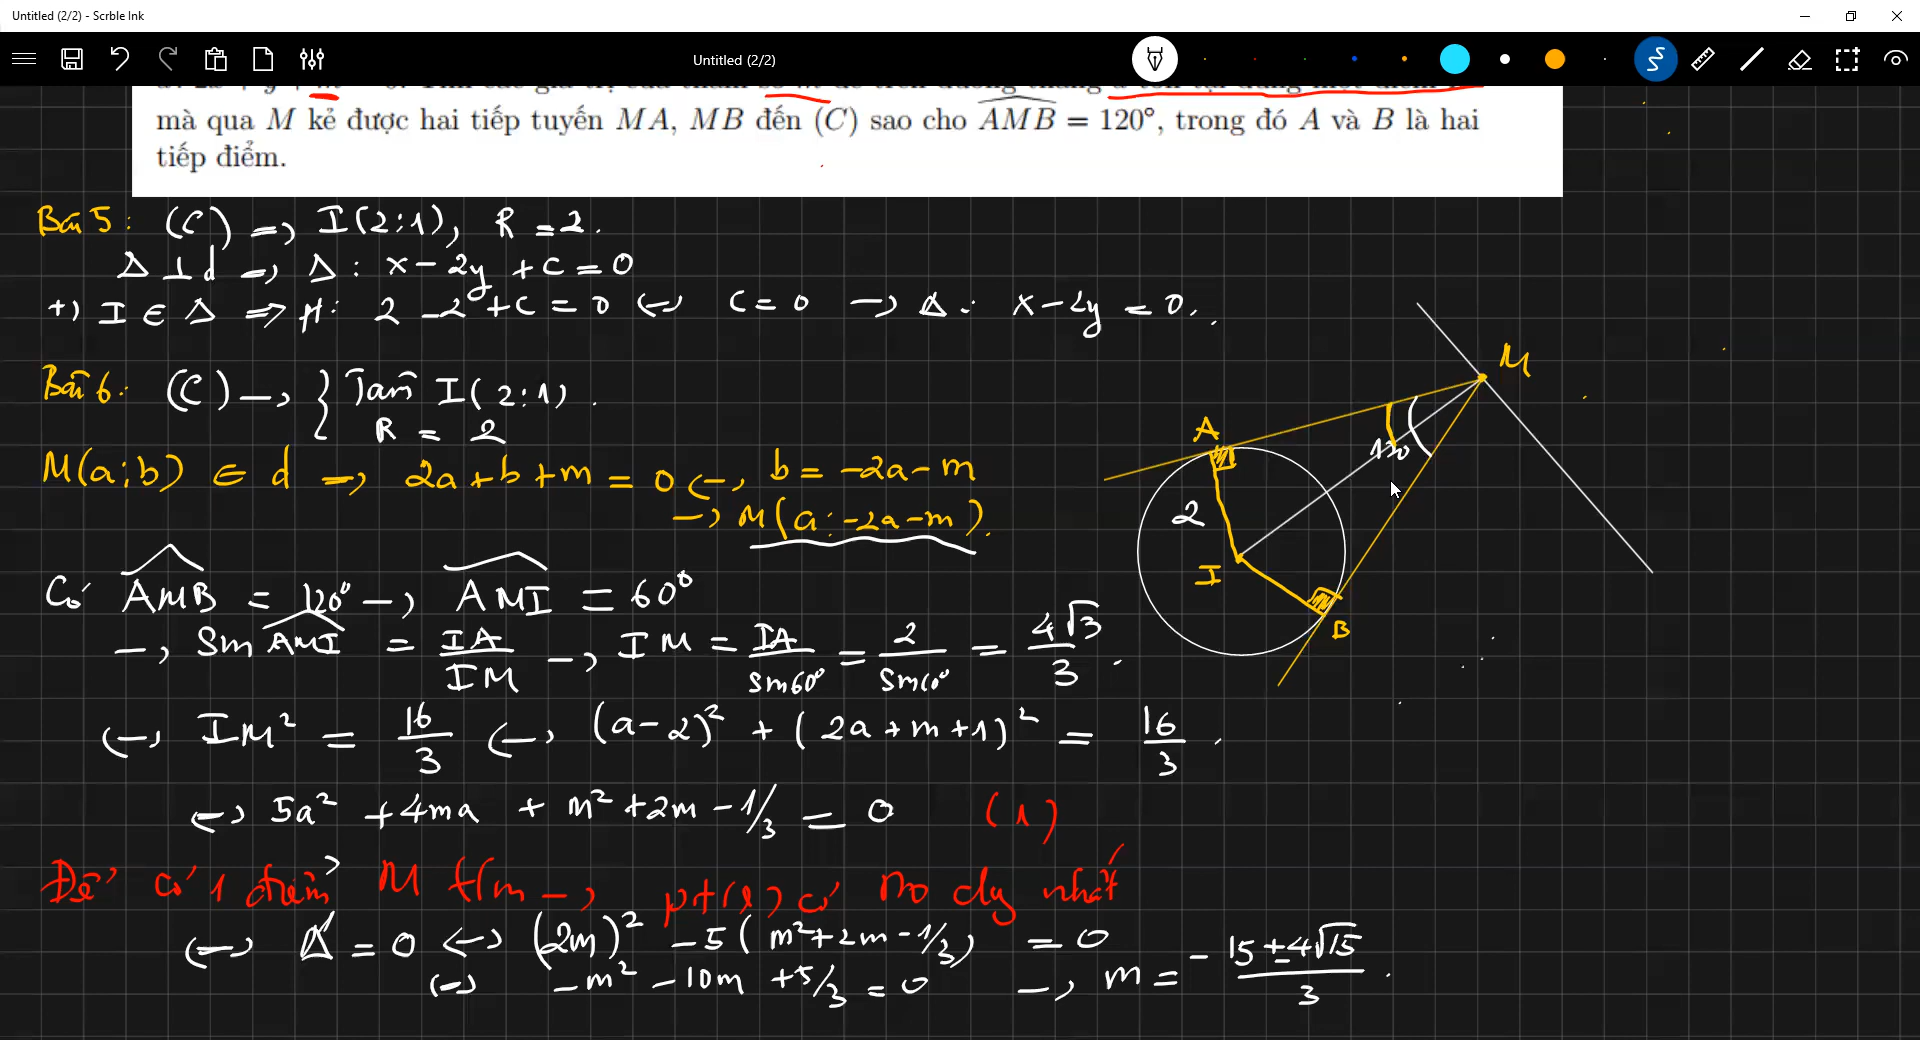 Untitled (2/2) - Scrble Ink
Untitled (2/2)
mà qua M kẻ được hai tiếp tuyến MA, MB đến (C) sao cho AMB = 120°, trong đó A và B là hai
tiếp điểm.
Bài 5: (C) => I(2;1), R = 2.
Δ ⊥ d => Δ: x - 2y + c = 0
+) I ∈ Δ => pt: 2 - 2 + c = 0 <-> c = 0 -> Δ: x - 2y = 0.
Bài 6: (C) -> { Tâm I(2;1).
R = 2
M(a;b) ∈ d => 2a + b + m = 0 <-> b = -2a - m
-> M(a; -2a - m).
Có AMB = 120° -> AMI = 60°
-> Sin AMI = IA/IM -> IM = IA/Sin60° = 2/Sin60° = 4√3/3.
<-> IM² = 16/3 <-> (a - 2)² + (2a + m + 1)² = 16/3.
<-> 5a² + 4ma + m² + 2m - 1/3 = 0 (1)
Để có 1 điểm M t/m -> pt(1) có no dy nhất
<-> Δ' = 0 <-> (2m)² - 5(m² + 2m - 1/3) = 0
<-> -m² - 10m + 5/3 = 0 -> m = - 15 ± 4√15/3.
M
A
120
2
I
B